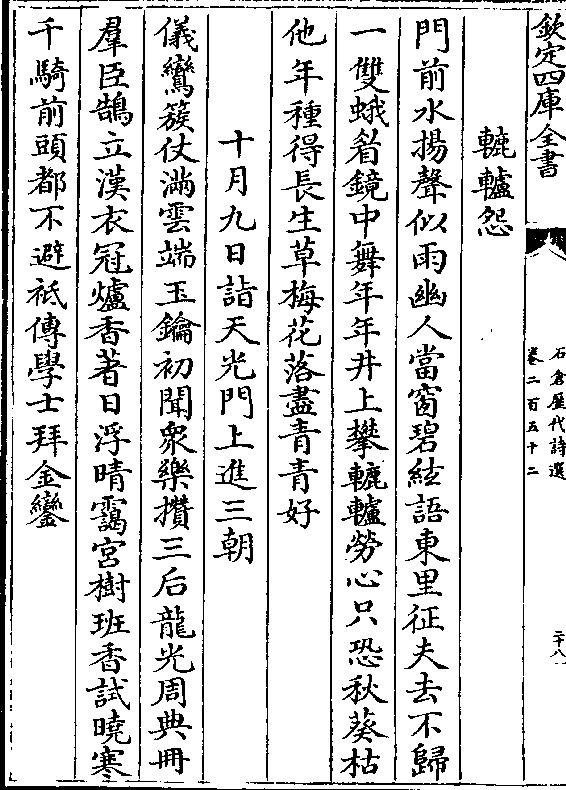 欽定四庫全書
石倉歷代詩選
卷二百五十二
二十八
轆轤怨
門前水揚聲似雨幽人當窗碧紝語東里征夫去不歸
一雙蛾眉鏡中舞年年井上攀轆轤勞心只恐秋葵枯
他年種得長生草梅花落盡青青好
十月九日詣天光門上進三朝
儀鸞簇仗滿雲端玉鑰初聞衆樂攢三后龍光周典冊
羣臣鵠立漢衣冠爐香著日浮晴靄宮樹班香試曉寒
千騎前頭都不避祇傳學士拜金鑾